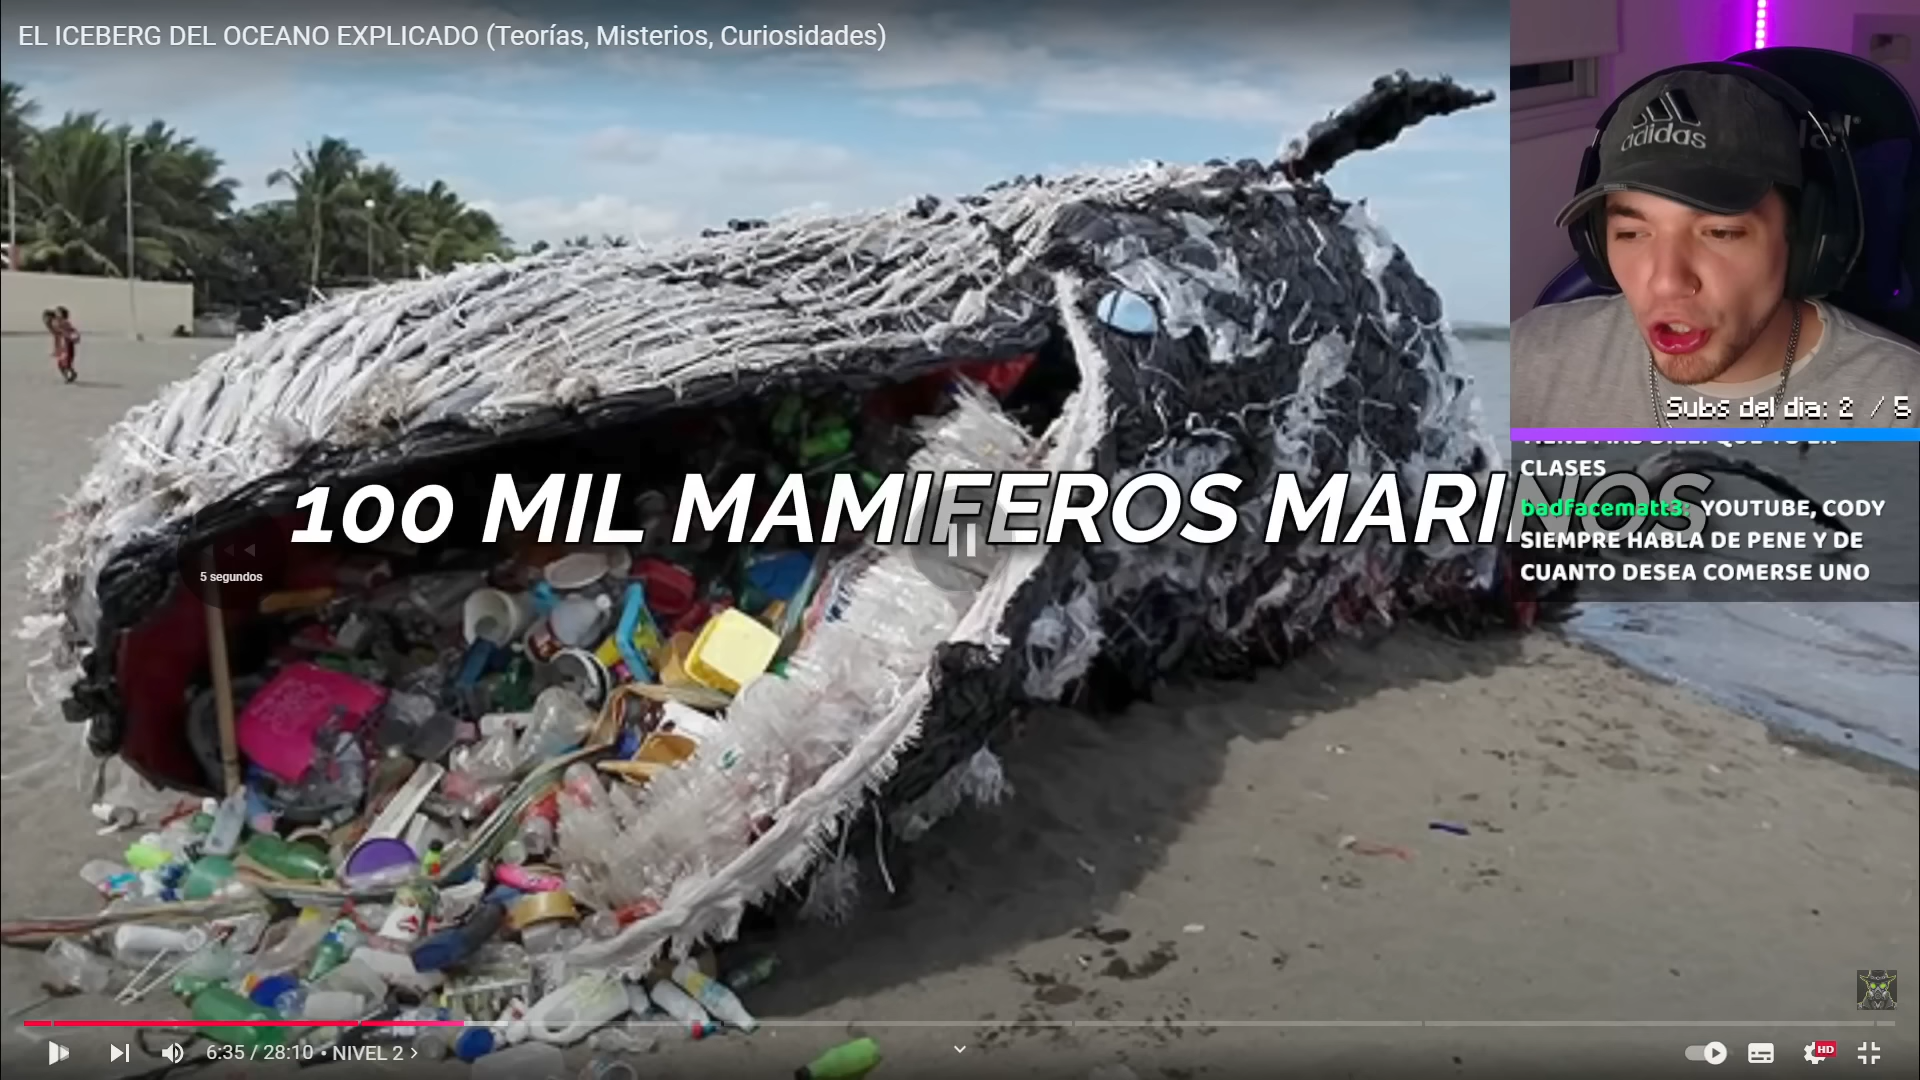 EL ICEBERG DEL OCEANO EXPLICADO (Teorías, Misterios, Curiosidades)
adidas
Subs del dia: 2 / 5
CLASES
badfacematt3: YOUTUBE, CODY
SIEMPRE HABLA DE PENE Y DE
CUANTO DESEA COMERSE UNO
100 MIL MAMIFEROS MARINOS
5 segundos
6:35 / 28:10 • NIVEL 2 ›
HD